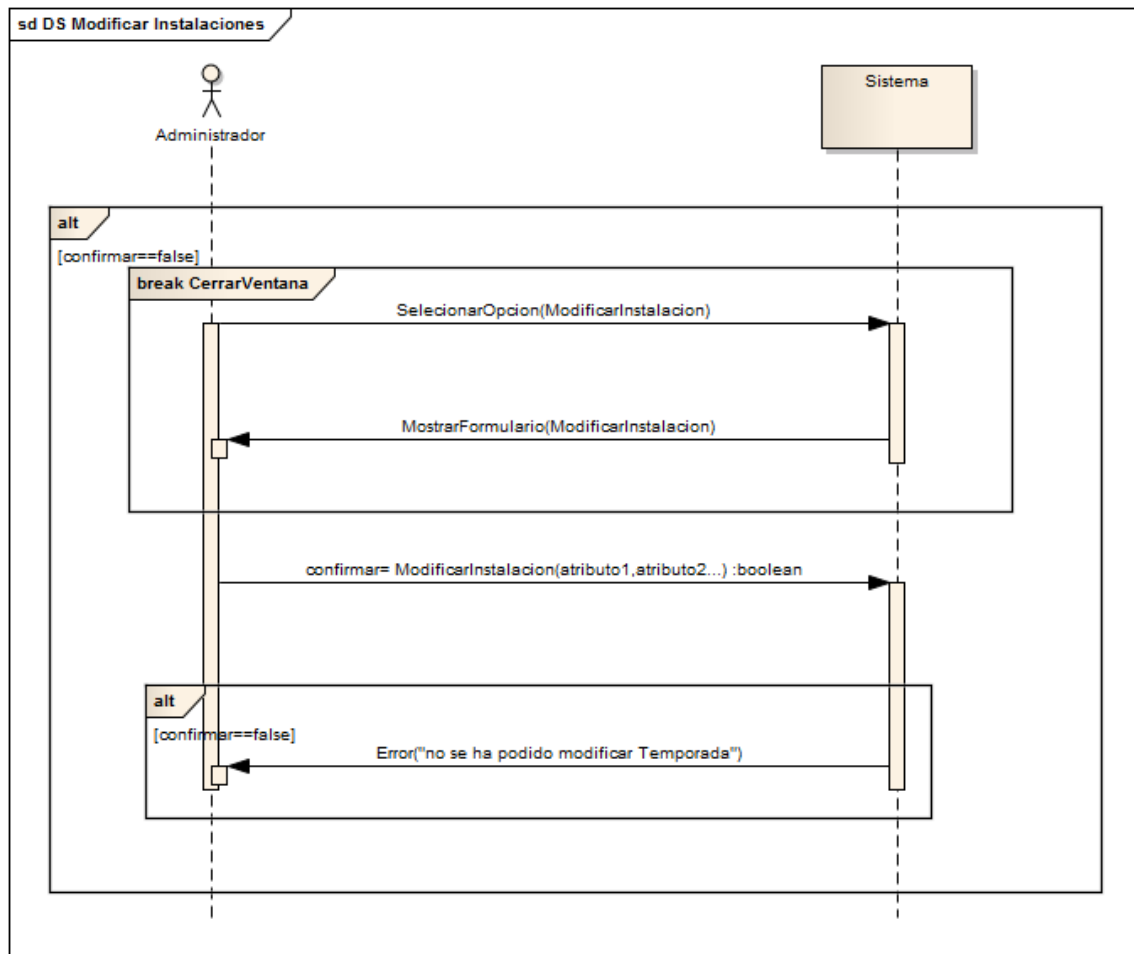 sd DS Modificar Instalaciones
Administrador
Sistema
alt
[confirmar==false]
break CerrarVentana
SelecionarOpcion(ModificarInstalacion)
MostrarFormulario(ModificarInstalacion)
confirmar= ModificarInstalacion(atributo1,atributo2...) :boolean
alt
[confirmar==false]
Error("no se ha podido modificar Temporada")